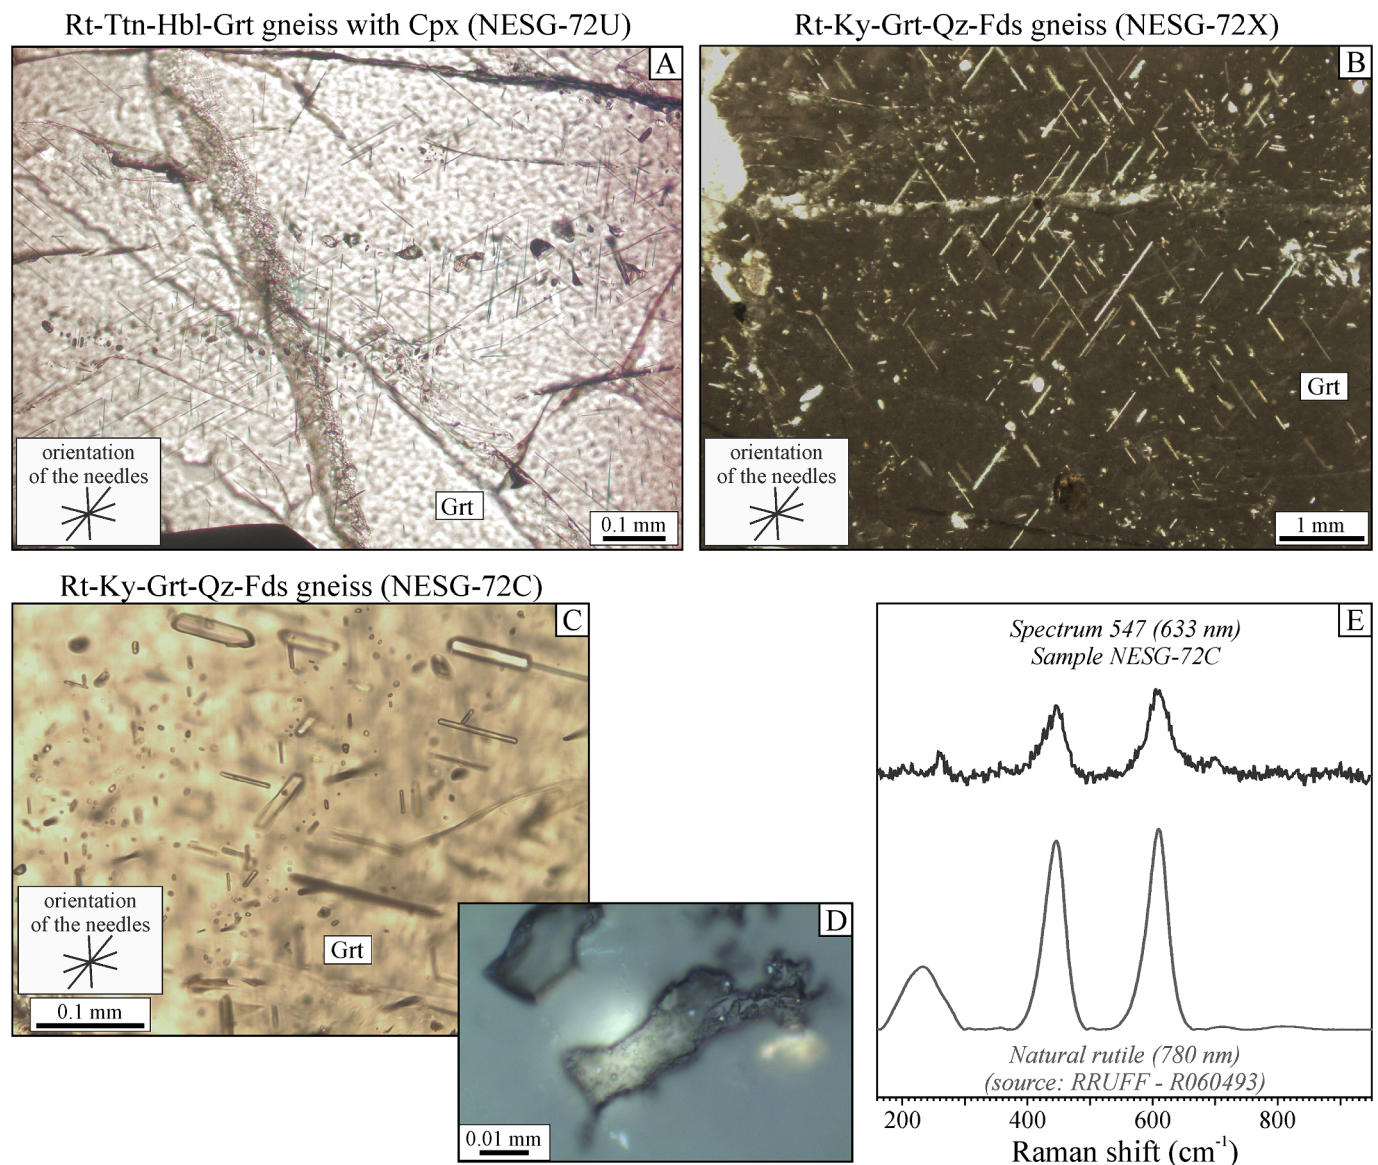 Rt-Ttn-Hbl-Grt gneiss with Cpx (NESG-72U)
A
orientation
of the needles
Grt
0.1 mm
Rt-Ky-Grt-Qz-Fds gneiss (NESG-72X)
B
Grt
orientation
of the needles
1 mm
Rt-Ky-Grt-Qz-Fds gneiss (NESG-72C)
C
orientation
of the needles
Grt
0.1 mm
D
0.01 mm
E
Spectrum 547 (633 nm)
Sample NESG-72C
Natural rutile (780 nm)
(source: RRUFF - R060493)
200 400 600 800
Raman shift (cm⁻¹)